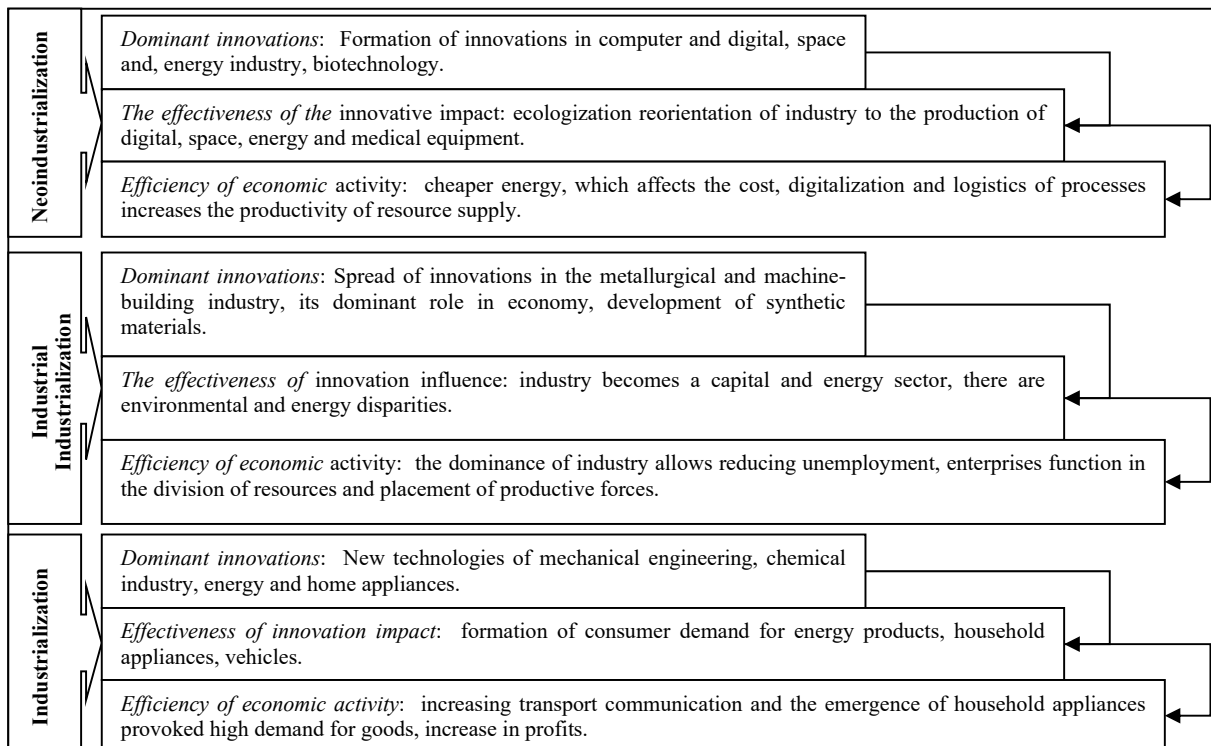 Neoindustrialization
Dominant innovations: Formation of innovations in computer and digital, space
and, energy industry, biotechnology.
The effectiveness of the innovative impact: ecologization reorientation of industry to the production of
digital, space, energy and medical equipment.
Efficiency of economic activity: cheaper energy, which affects the cost, digitalization and logistics of processes
increases the productivity of resource supply.
Industrial
Industrialization
Dominant innovations: Spread of innovations in the metallurgical and machine-
building industry, its dominant role in economy, development of synthetic
materials.
The effectiveness of innovation influence: industry becomes a capital and energy sector, there are
environmental and energy disparities.
Efficiency of economic activity: the dominance of industry allows reducing unemployment, enterprises function in
the division of resources and placement of productive forces.
Industrialization
Dominant innovations: New technologies of mechanical engineering, chemical
industry, energy and home appliances.
Effectiveness of innovation impact: formation of consumer demand for energy products, household
appliances, vehicles.
Efficiency of economic activity: increasing transport communication and the emergence of household appliances
provoked high demand for goods, increase in profits.